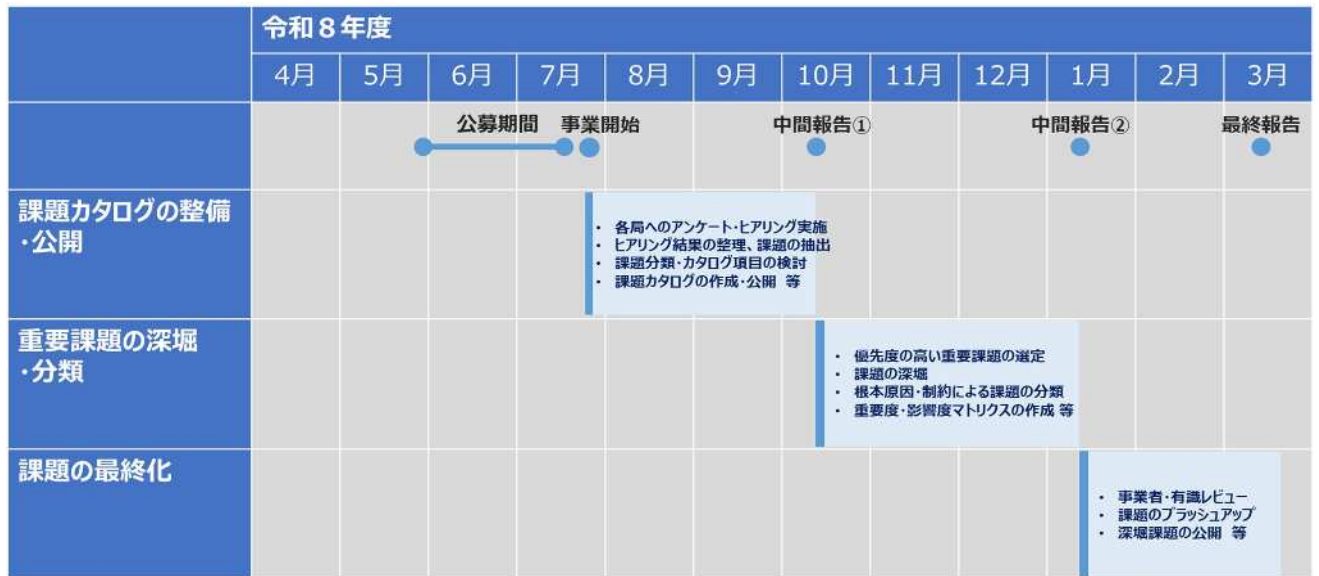 令和８年度
4月 5月 6月 7月 8月 9月 10月 11月 12月 1月 2月 3月
公募期間 事業開始 中間報告① 中間報告② 最終報告
課題カタログの整備
・公開
・ 各局へのアンケート・ヒアリング実施
・ ヒアリング結果の整理、課題の抽出
・ 課題分類・カタログ項目の検討
・ 課題カタログの作成・公開 等
重要課題の深堀
・分類
・ 優先度の高い重要課題の選定
・ 課題の深堀
・ 根本原因・制約による課題の分類
・ 重要度・影響度マトリクスの作成 等
課題の最終化
・ 事業者・有識レビュー
・ 課題のブラッシュアップ
・ 深堀課題の公開 等